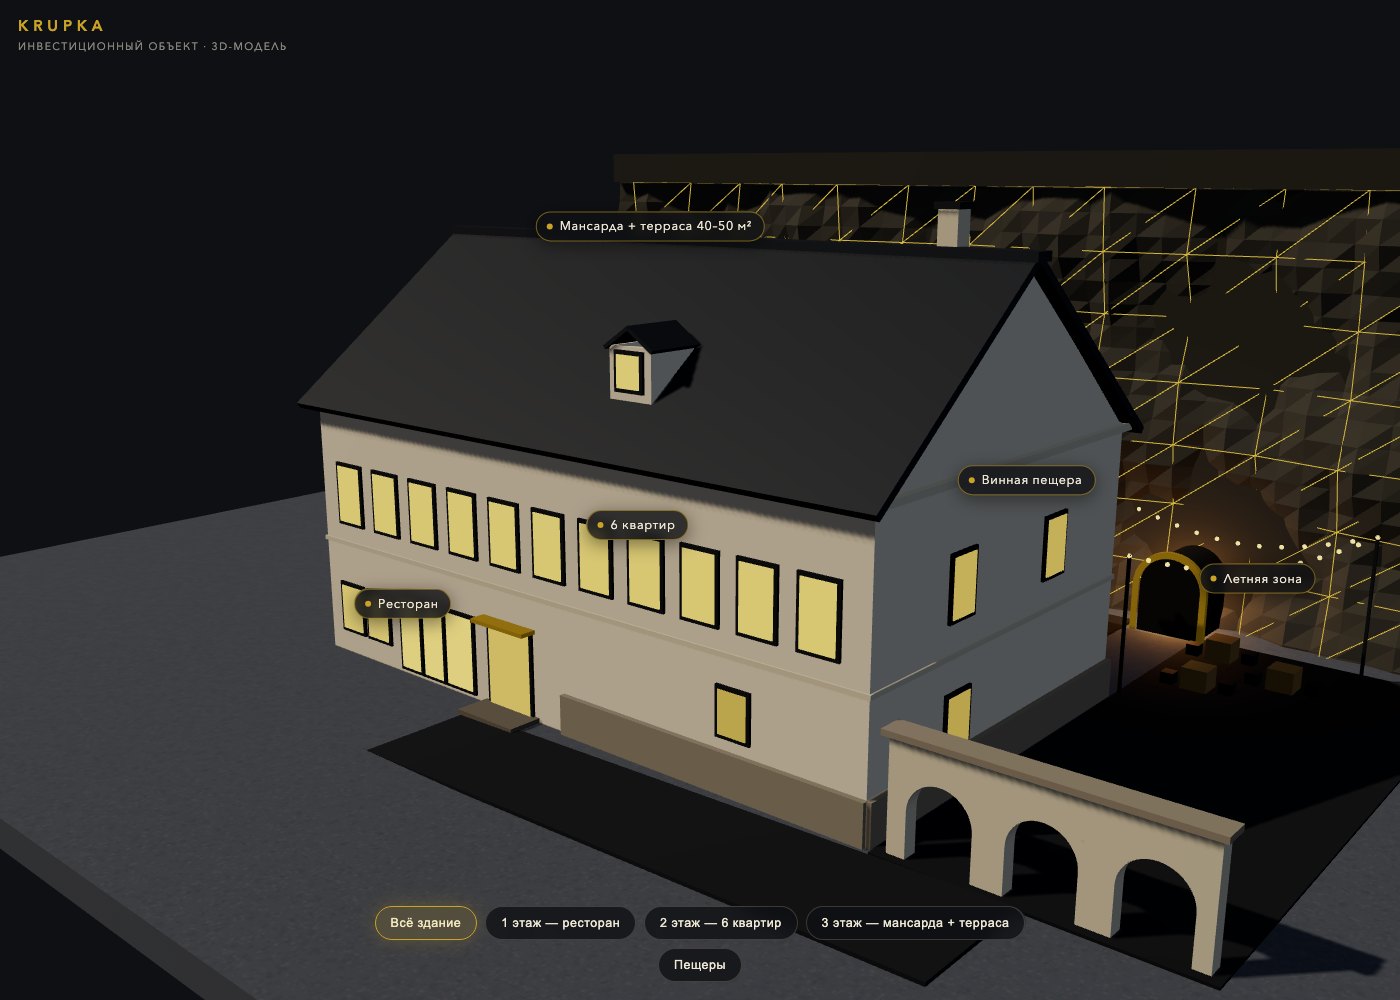 KRUPKA
ИНВЕСТИЦИОННЫЙ ОБЪЕКТ · 3D-МОДЕЛЬ
Мансарда + терраса 40-50 м²
Винная пещера
6 квартир
Летняя зона
Ресторан
Всё здание
1 этаж — ресторан
2 этаж — 6 квартир
3 этаж — мансарда + терраса
Пещеры